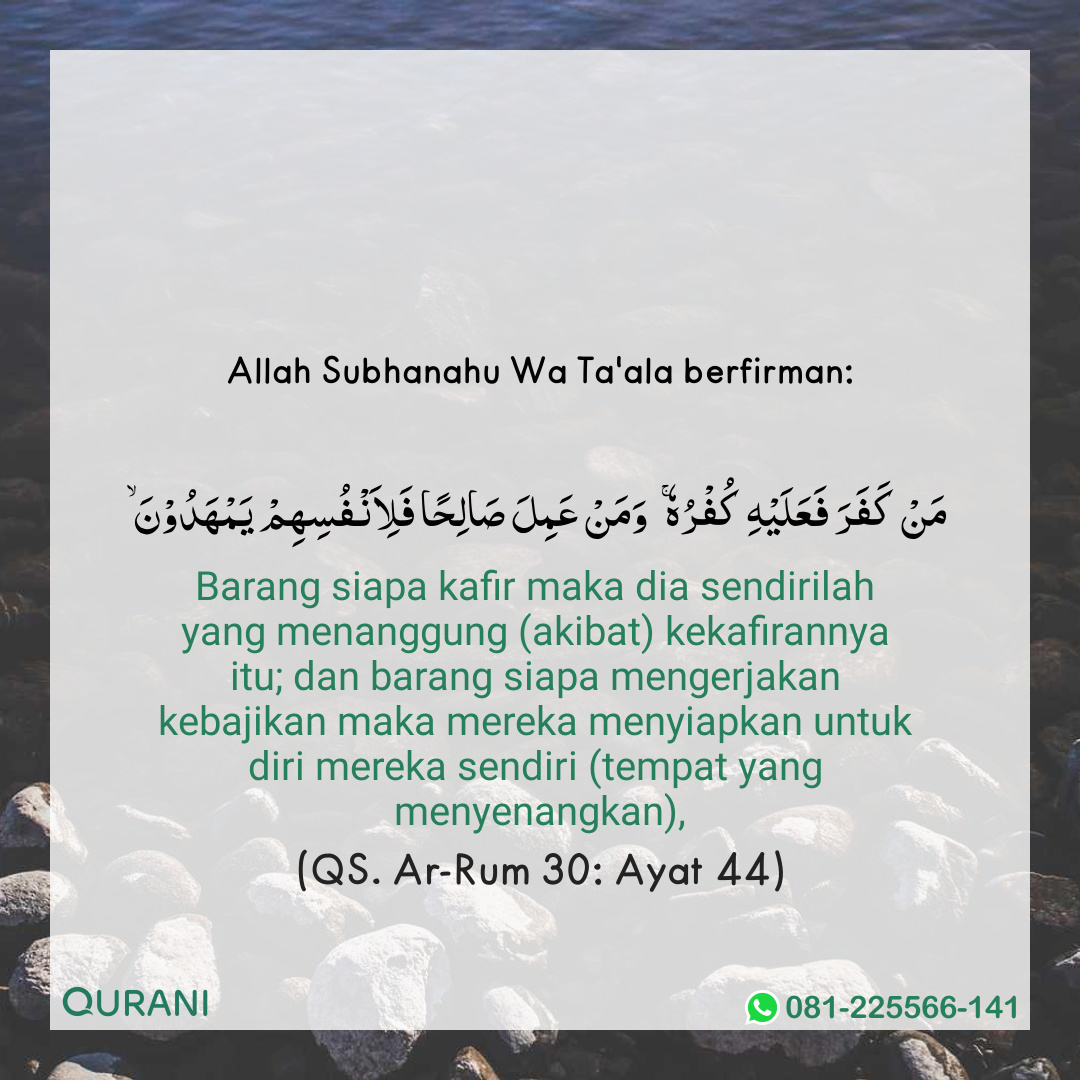 Allah Subhanahu Wa Ta'ala berfirman:
مَنْ كَفَرَ فَعَلَيْهِ كُفْرُهٗۚ وَمَنْ عَمِلَ صَالِحًا فَلِاَنْفُسِهِمْ يَمْهَدُوْنَۙ
Barang siapa kafir maka dia sendirilah
yang menanggung (akibat) kekafirannya
itu; dan barang siapa mengerjakan
kebajikan maka mereka menyiapkan untuk
diri mereka sendiri (tempat yang
menyenangkan),
(QS. Ar-Rum 30: Ayat 44)
QURANI
081-225566-141